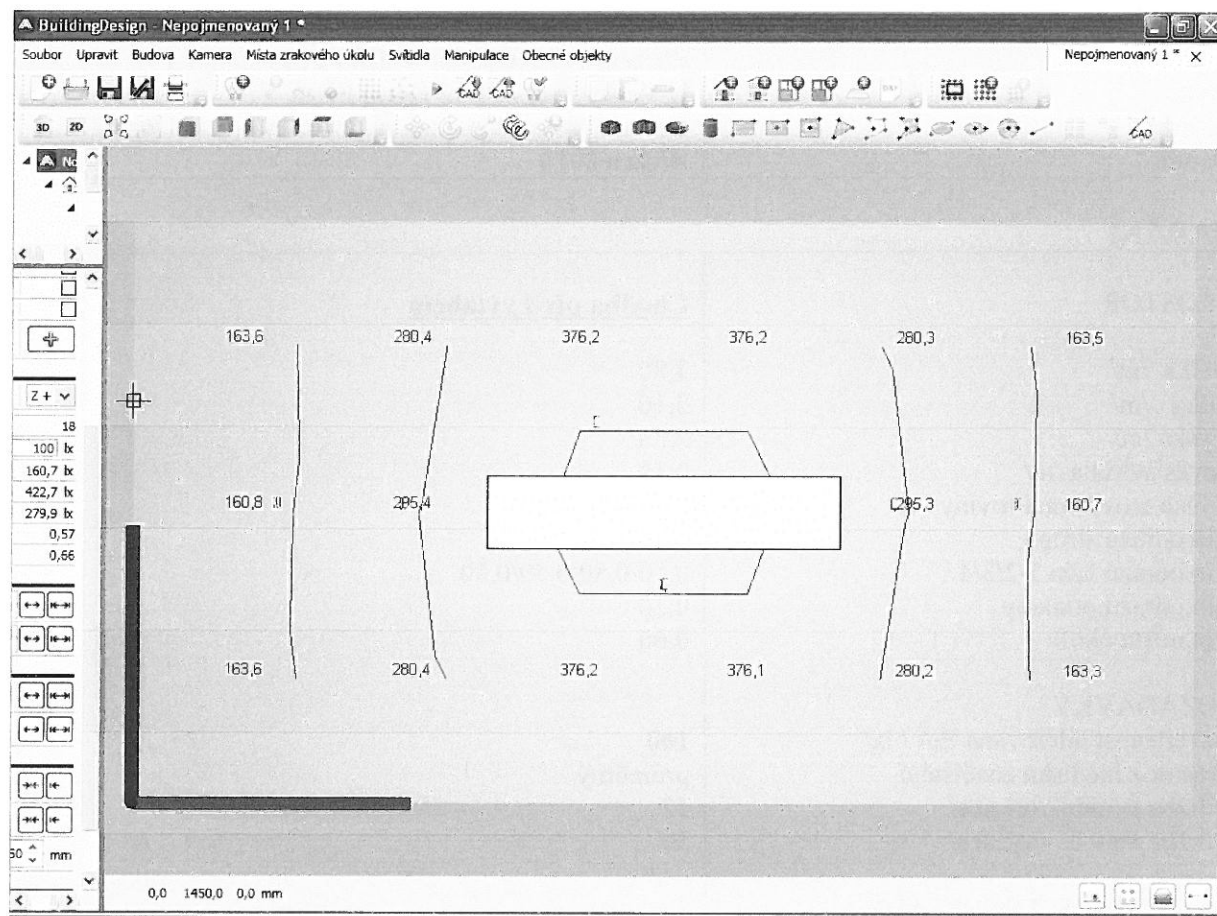 BuildingDesign - Nepojmenovaný 1 *
Soubor Upravit Budova Kamera Místa zrakového úkolu Svítidla Manipulace Obecné objekty
Nepojmenovaný 1 * ×
CAD CAD
3D 2D
CAD
163,6 280,4 376,2 376,2 280,3 163,5
Z +
18
100 lx
160,7 lx
422,7 lx
279,9 lx
0,57
0,66
160,8 295,4 295,3 160,7
163,6 280,4 376,2 376,1 280,2 163,3
mm
0,0 1450,0 0,0 mm